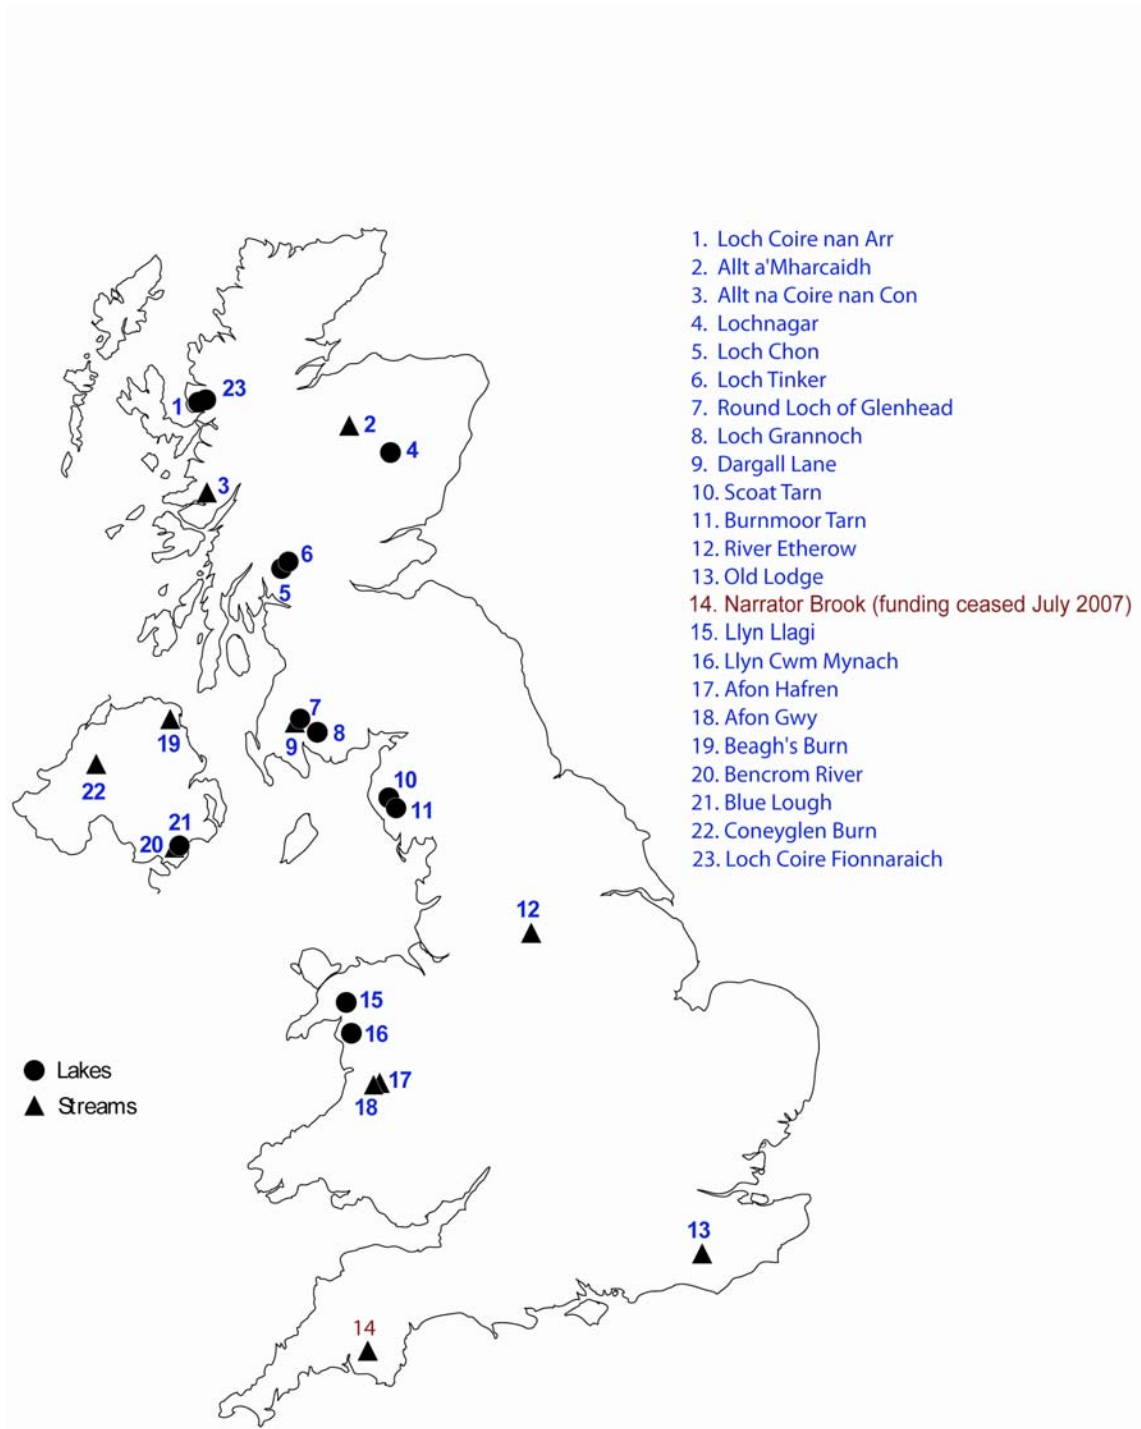 1. Loch Coire nan Arr
2. Allt a'Mharcaidh
3. Allt na Coire nan Con
4. Lochnagar
5. Loch Chon
6. Loch Tinker
7. Round Loch of Glenhead
8. Loch Grannoch
9. Dargall Lane
10. Scoat Tarn
11. Burnmoor Tarn
12. River Etherow
13. Old Lodge
14. Narrator Brook (funding ceased July 2007)
15. Llyn Llagi
16. Llyn Cwm Mynach
17. Afon Hafren
18. Afon Gwy
19. Beagh's Burn
20. Bencrom River
21. Blue Lough
22. Coneyglen Burn
23. Loch Coire Fionnaraich
23
1
2
4
3
6
5
7
8
9
19
22
10
11
21
20
12
15
16
17
18
13
14
Lakes
Streams